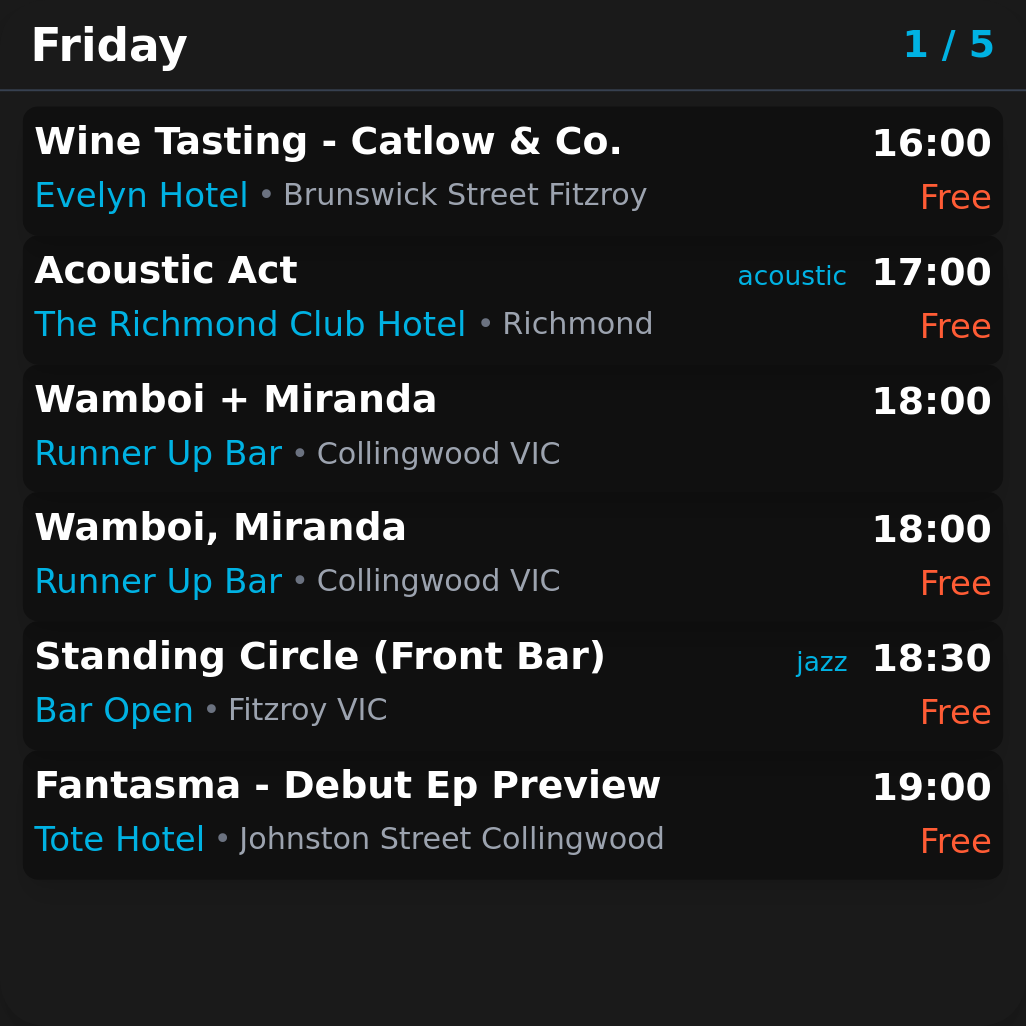 Friday 1 / 5
Wine Tasting - Catlow & Co. 16:00
Evelyn Hotel • Brunswick Street Fitzroy Free
Acoustic Act acoustic 17:00
The Richmond Club Hotel • Richmond Free
Wamboi + Miranda 18:00
Runner Up Bar • Collingwood VIC
Wamboi, Miranda 18:00
Runner Up Bar • Collingwood VIC Free
Standing Circle (Front Bar) jazz 18:30
Bar Open • Fitzroy VIC Free
Fantasma - Debut Ep Preview 19:00
Tote Hotel • Johnston Street Collingwood Free